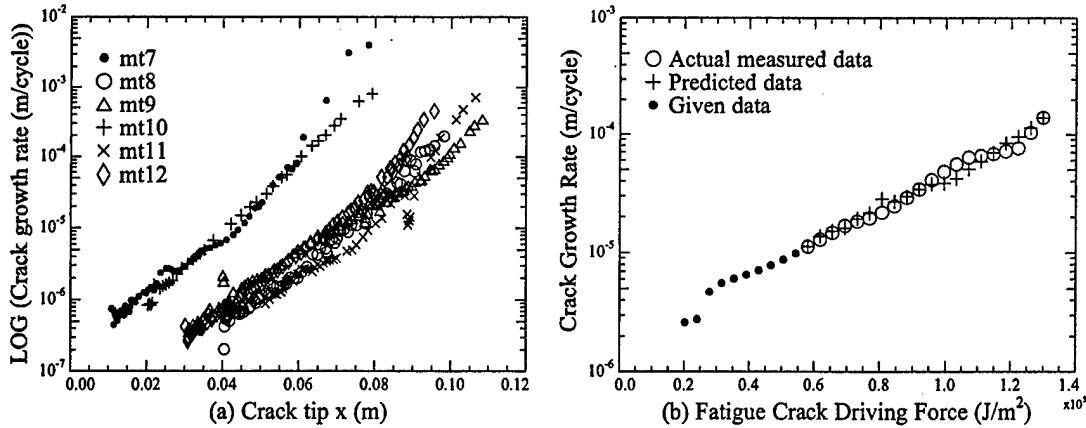 LOG (Crack growth rate (m/cycle))
10^-2
10^-3
10^-4
10^-5
10^-6
10^-7
mt7
mt8
mt9
mt10
mt11
mt12
0.00 0.02 0.04 0.06 0.08 0.10 0.12
(a) Crack tip x (m)
Crack Growth Rate (m/cycle)
10^-3
10^-4
10^-5
10^-6
Actual measured data
Predicted data
Given data
0.0 0.2 0.4 0.6 0.8 1.0 1.2 1.4
(b) Fatigue Crack Driving Force (J/m²)